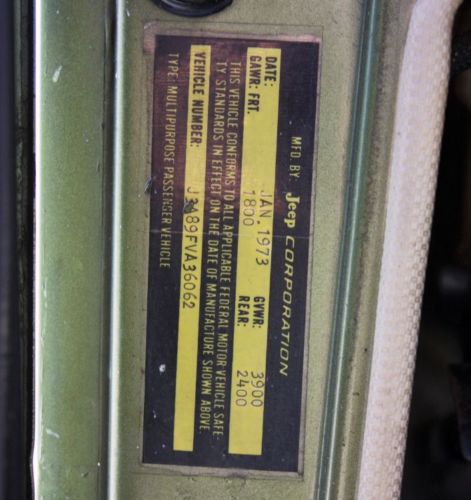 MFD. BY: Jeep CORPORATION
DATE: JAN. 1973 GVWR: 3900
GAWR: FRT. 1800 REAR: 2400
THIS VEHICLE CONFORMS TO ALL APPLICABLE FEDERAL MOTOR VEHICLE SAFE-
TY STANDARDS IN EFFECT ON THE DATE OF MANUFACTURE SHOWN ABOVE.
VEHICLE NUMBER: J3A89FVA36062
TYPE: MULTIPURPOSE PASSENGER VEHICLE